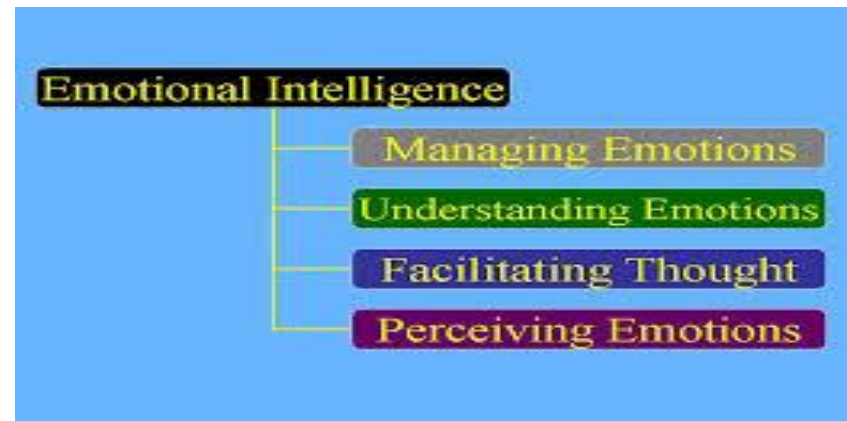 Emotional Intelligence
Managing Emotions
Understanding Emotions
Facilitating Thought
Perceiving Emotions